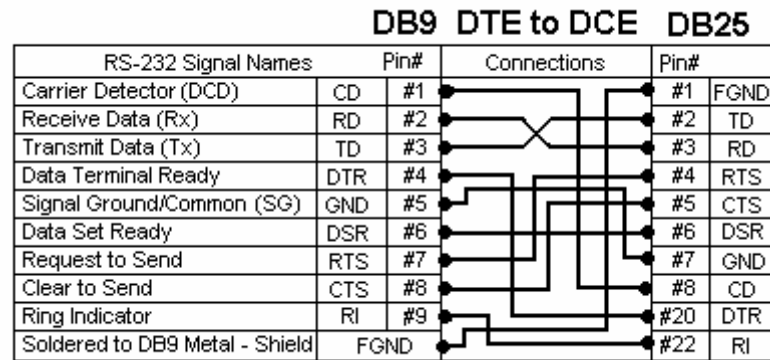 DB9 DTE to DCE DB25
RS-232 Signal Names Pin# Connections Pin#
Carrier Detector (DCD) CD #1 #1 FGND
Receive Data (Rx) RD #2 #2 TD
Transmit Data (Tx) TD #3 #3 RD
Data Terminal Ready DTR #4 #4 RTS
Signal Ground/Common (SG) GND #5 #5 CTS
Data Set Ready DSR #6 #6 DSR
Request to Send RTS #7 #7 GND
Clear to Send CTS #8 #8 CD
Ring Indicator RI #9 #20 DTR
Soldered to DB9 Metal - Shield FGND #22 RI